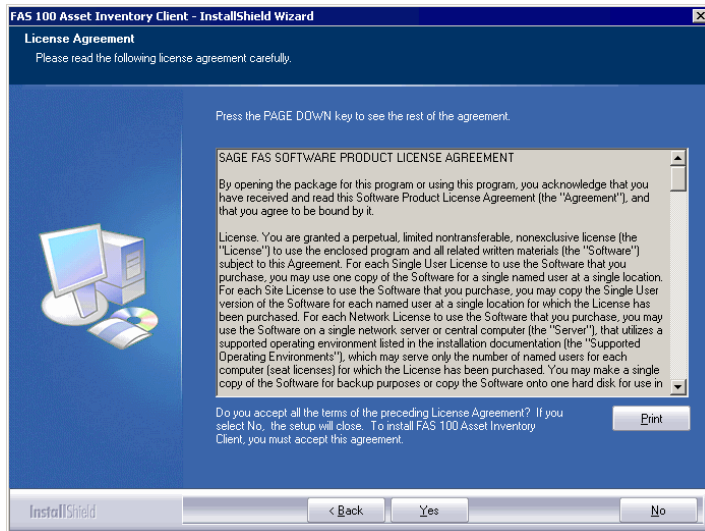 FAS 100 Asset Inventory Client - InstallShield Wizard
License Agreement
Please read the following license agreement carefully.
Press the PAGE DOWN key to see the rest of the agreement.
SAGE FAS SOFTWARE PRODUCT LICENSE AGREEMENT
By opening the package for this program or using this program, you acknowledge that you
have received and read this Software Product License Agreement (the "Agreement"), and
that you agree to be bound by it.
License. You are granted a perpetual, limited nontransferable, nonexclusive license (the
"License") to use the enclosed program and all related written materials (the "Software")
subject to this Agreement. For each Single User License to use the Software that you
purchase, you may use one copy of the Software for a single named user at a single location.
For each Site License to use the Software that you purchase, you may copy the Single User
version of the Software for each named user at a single location for which the License has
been purchased. For each Network License to use the Software that you purchase, you may
use the Software on a single network server or central computer (the "Server"), that utilizes a
supported operating environment listed in the installation documentation (the "Supported
Operating Environments"), which may serve only the number of named users for each
computer (seat licenses) for which the License has been purchased. You may make a single
copy of the Software for backup purposes or copy the Software onto one hard disk for use in
Do you accept all the terms of the preceding License Agreement? If you
select No, the setup will close. To install FAS 100 Asset Inventory
Client, you must accept this agreement.
Print
InstallShield
< Back
Yes
No